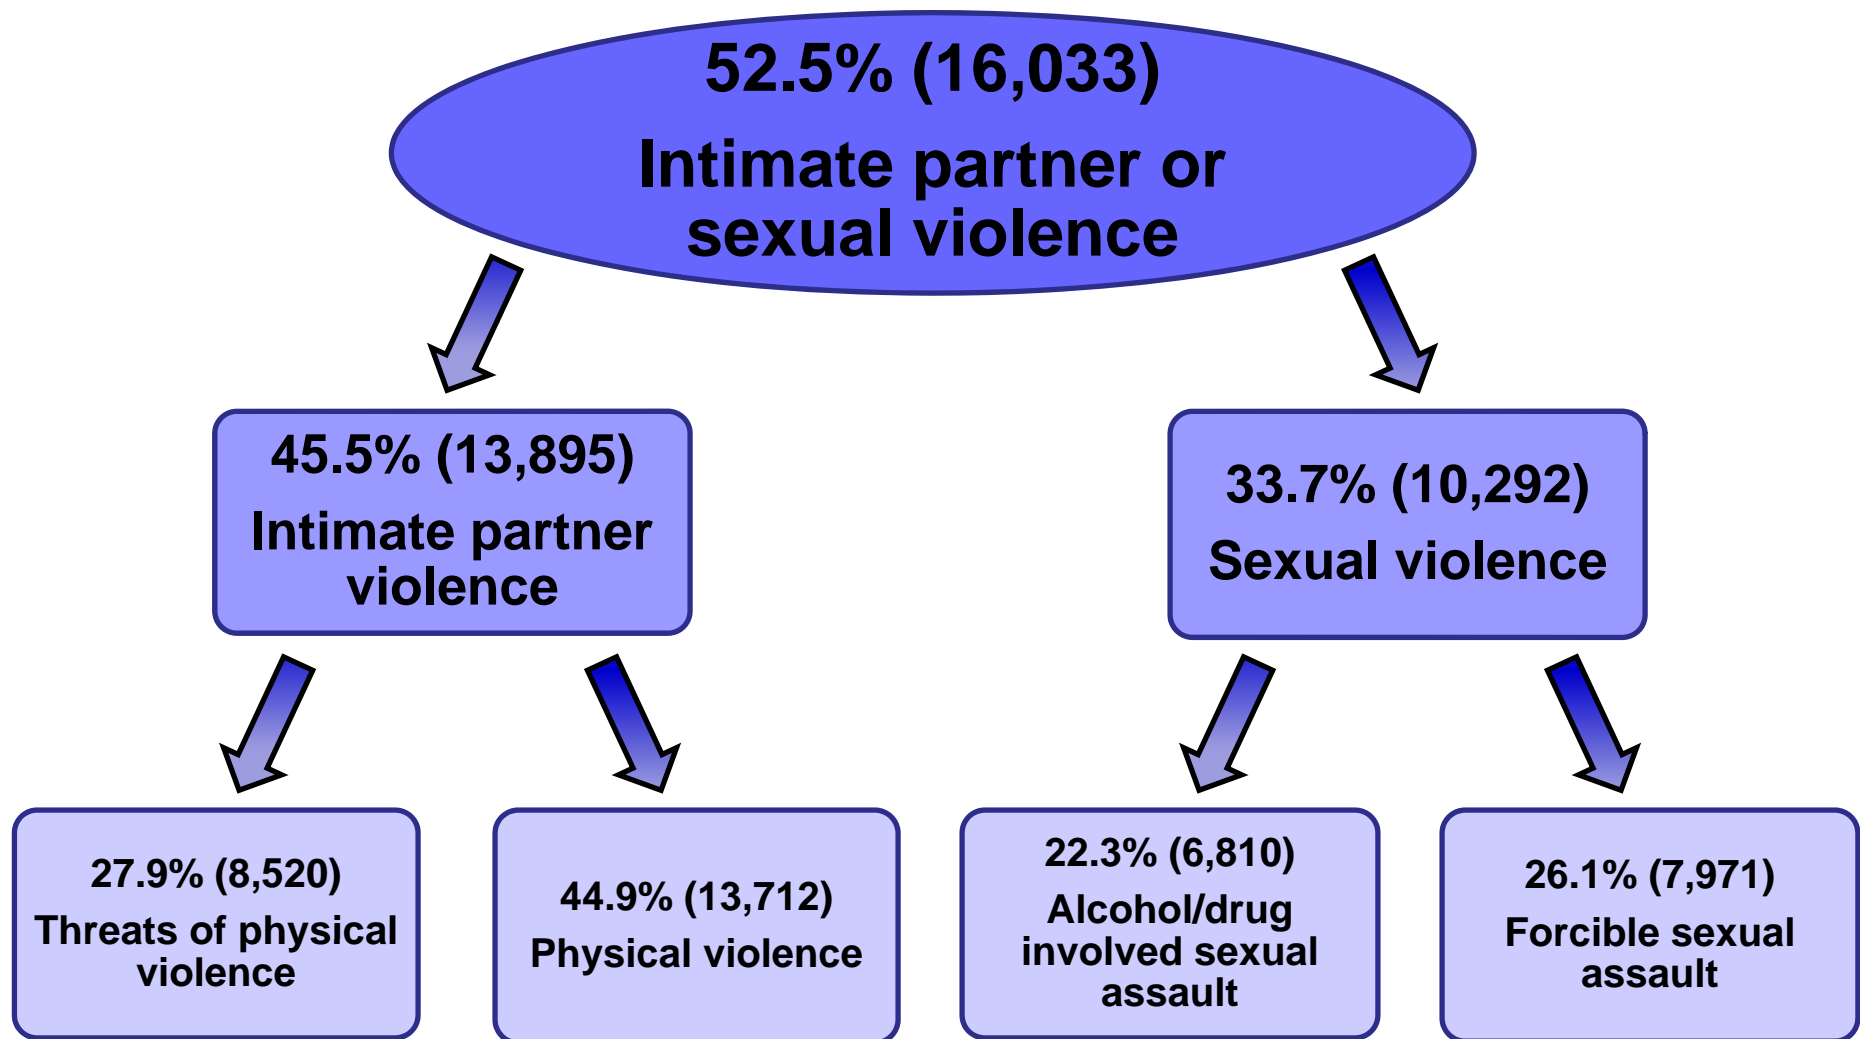 52.5% (16,033)
Intimate partner or
sexual violence
45.5% (13,895)
Intimate partner
violence
33.7% (10,292)
Sexual violence
27.9% (8,520)
Threats of physical
violence
44.9% (13,712)
Physical violence
22.3% (6,810)
Alcohol/drug
involved sexual
assault
26.1% (7,971)
Forcible sexual
assault